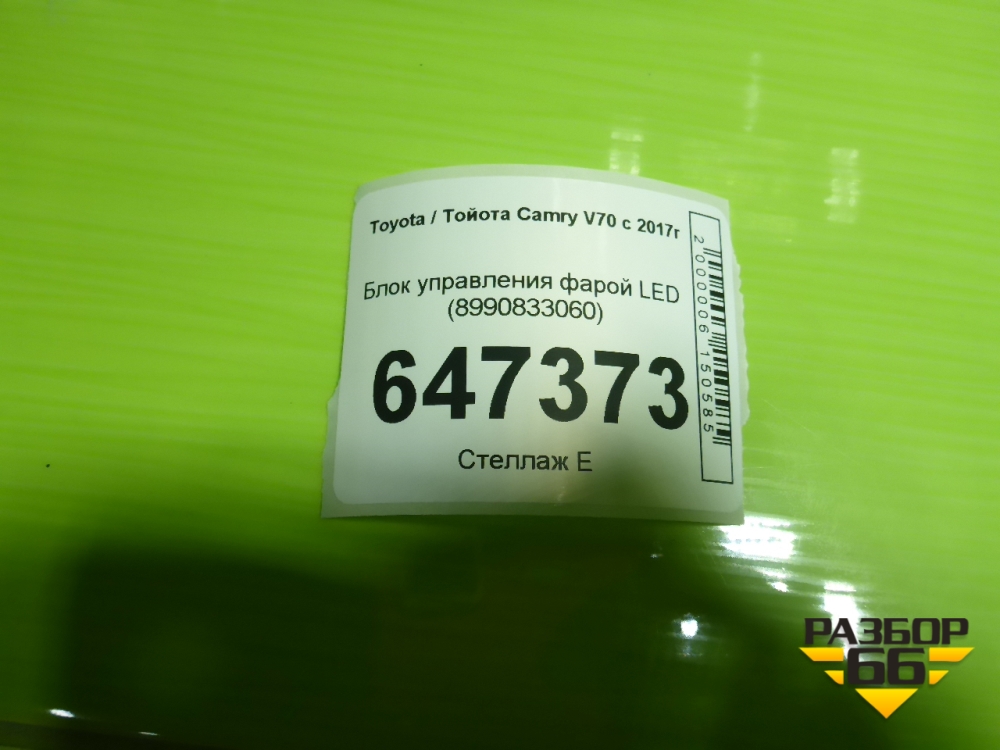 Toyota / Тойота Camry V70 с 2017г
Блок управления фарой LED
(8990833060)
647373
Стеллаж E
2000006150585
РАЗБОР
66